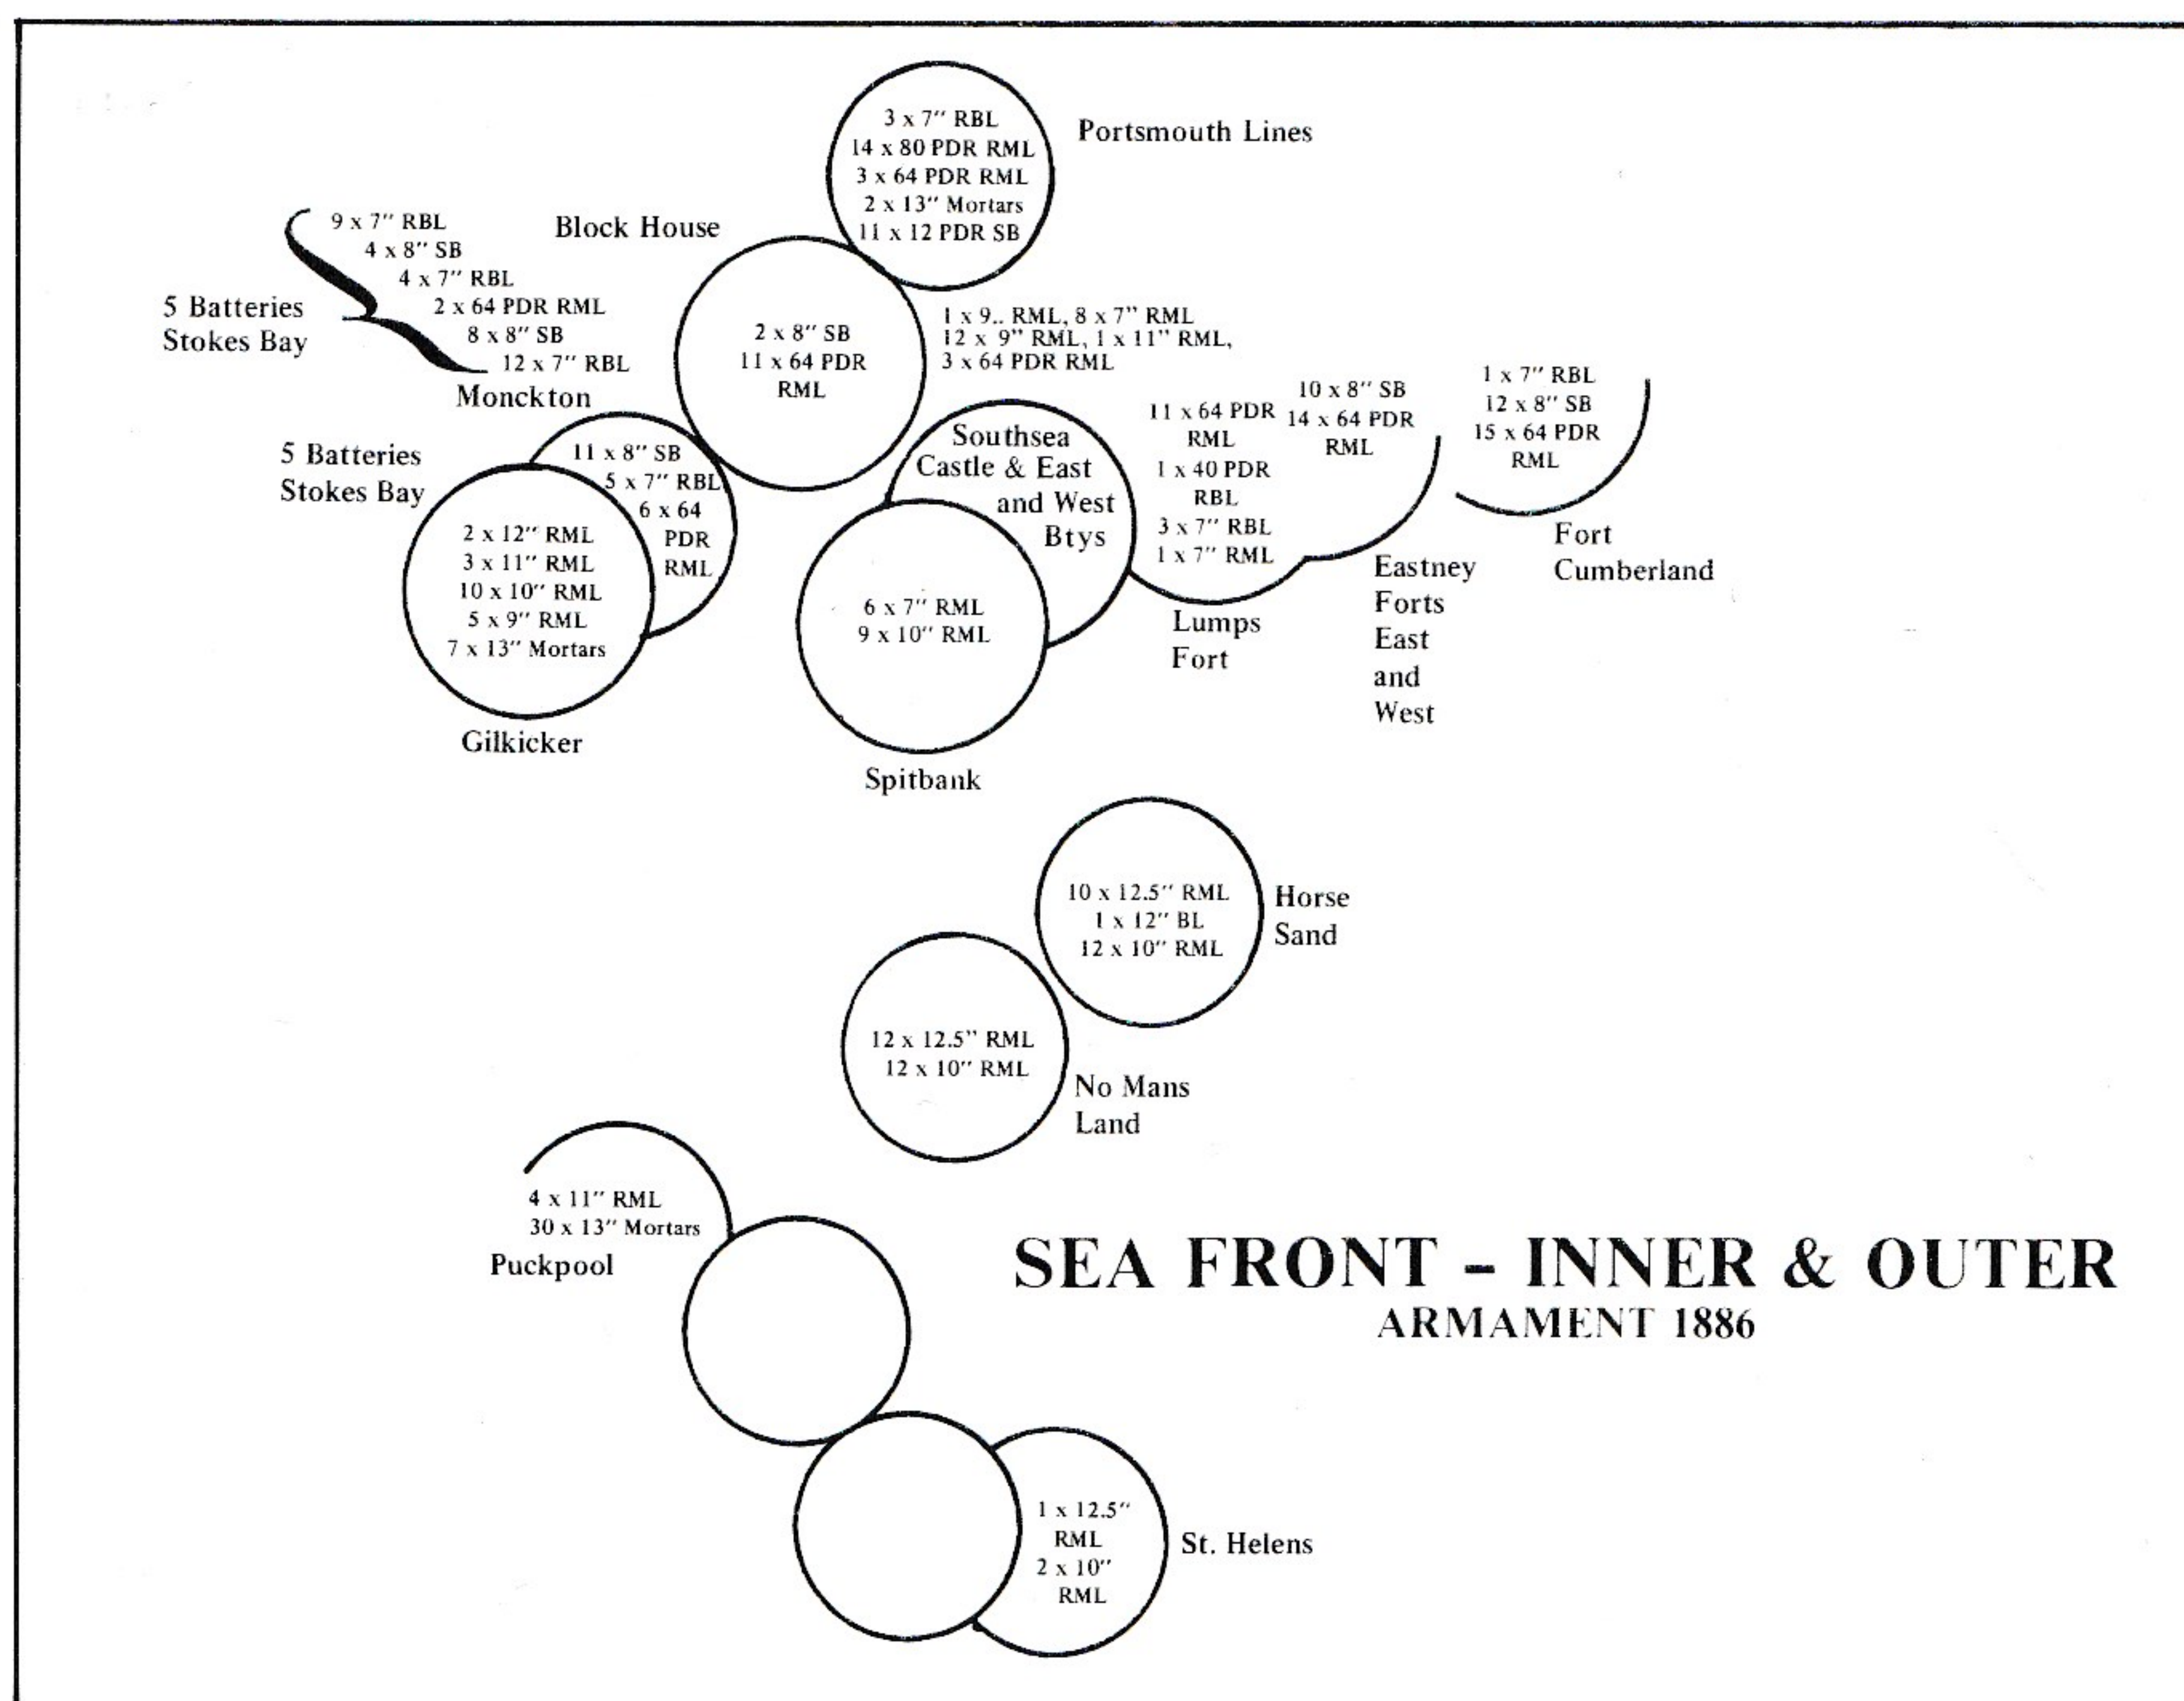 3 x 7″ RBL
14 x 80 PDR RML
3 x 64 PDR RML
2 x 13″ Mortars
11 x 12 PDR SB
Portsmouth Lines
Block House
2 x 8″ SB
11 x 64 PDR
RML
9 x 7″ RBL
4 x 8″ SB
4 x 7″ RBL
2 x 64 PDR RML
8 x 8″ SB
12 x 7″ RBL
5 Batteries
Stokes Bay
Monckton
11 x 8″ SB
5 x 7″ RBL
6 x 64
PDR
RML
5 Batteries
Stokes Bay
2 x 12″ RML
3 x 11″ RML
10 x 10″ RML
5 x 9″ RML
7 x 13″ Mortars
Gilkicker
1 x 9.. RML, 8 x 7″ RML
12 x 9″ RML, 1 x 11″ RML,
3 x 64 PDR RML
Southsea
Castle & East
and West
Btys
6 x 7″ RML
9 x 10″ RML
Spitbank
11 x 64 PDR
RML
1 x 40 PDR
RBL
3 x 7″ RBL
1 x 7″ RML
Lumps
Fort
10 x 8″ SB
14 x 64 PDR
RML
Eastney
Forts
East
and
West
1 x 7″ RBL
12 x 8″ SB
15 x 64 PDR
RML
Fort
Cumberland
10 x 12.5″ RML
1 x 12″ BL
12 x 10″ RML
Horse
Sand
12 x 12.5″ RML
12 x 10″ RML
No Mans
Land
4 x 11″ RML
30 x 13″ Mortars
Puckpool
SEA FRONT – INNER & OUTER
ARMAMENT 1886
1 x 12.5″
RML
2 x 10″
RML
St. Helens